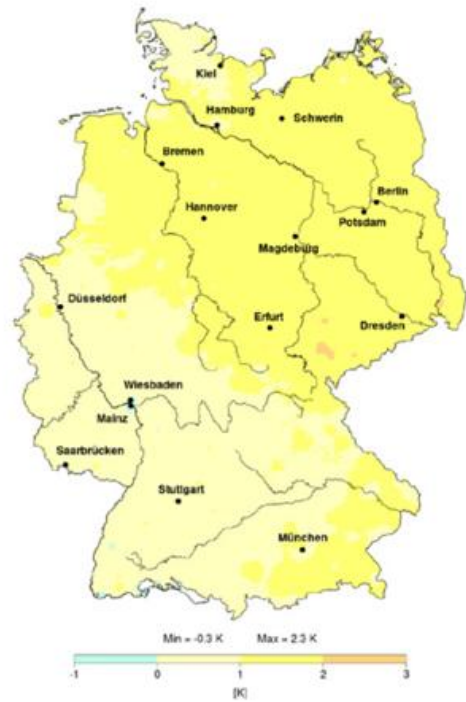 Kiel
Hamburg
Schwerin
Bremen
Berlin
Hannover
Potsdam
Magdeburg
Düsseldorf
Erfurt
Dresden
Wiesbaden
Mainz
Saarbrücken
Stuttgart
München
Min = -0.3 K Max = 2.3 K
-1 0 1 2 3
[K]